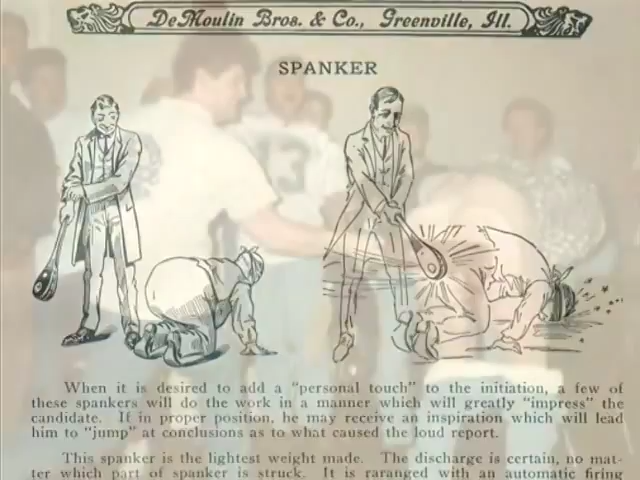 DeMoulin Bros. & Co., Greenville, Ill.
SPANKER
When it is desired to add a "personal touch" to the initiation, a few of
these spankers will do the work in a manner which will greatly "impress" the
candidate. If in proper position, he may receive an inspiration which will lead
him to "jump" at conclusions as to what caused the loud report.
This spanker is the lightest weight made. The discharge is certain, no mat-
ter which part of spanker is struck. It is raranged with an automatic firing
13